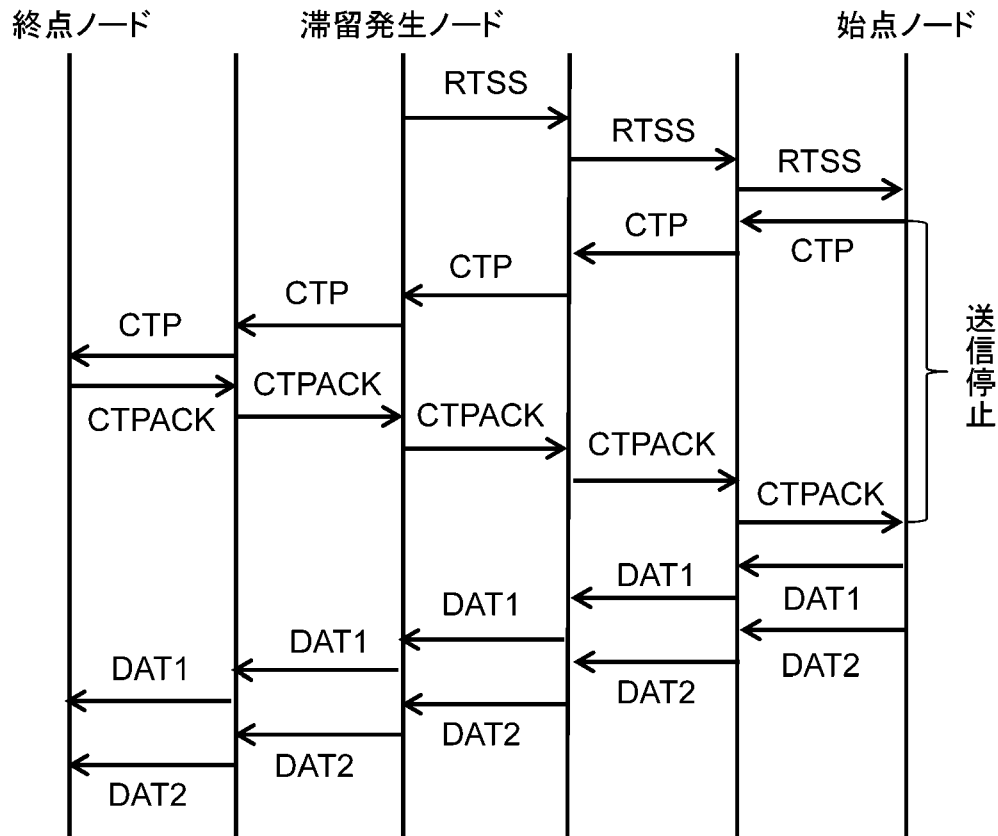 終点ノード
滞留発生ノード
始点ノード
RTSS
RTSS
RTSS
CTP
CTP
CTP
CTP
CTP
CTPACK
CTPACK
CTPACK
CTPACK
CTPACK
送信停止
DAT1
DAT1
DAT1
DAT1
DAT1
DAT2
DAT2
DAT2
DAT2
DAT2